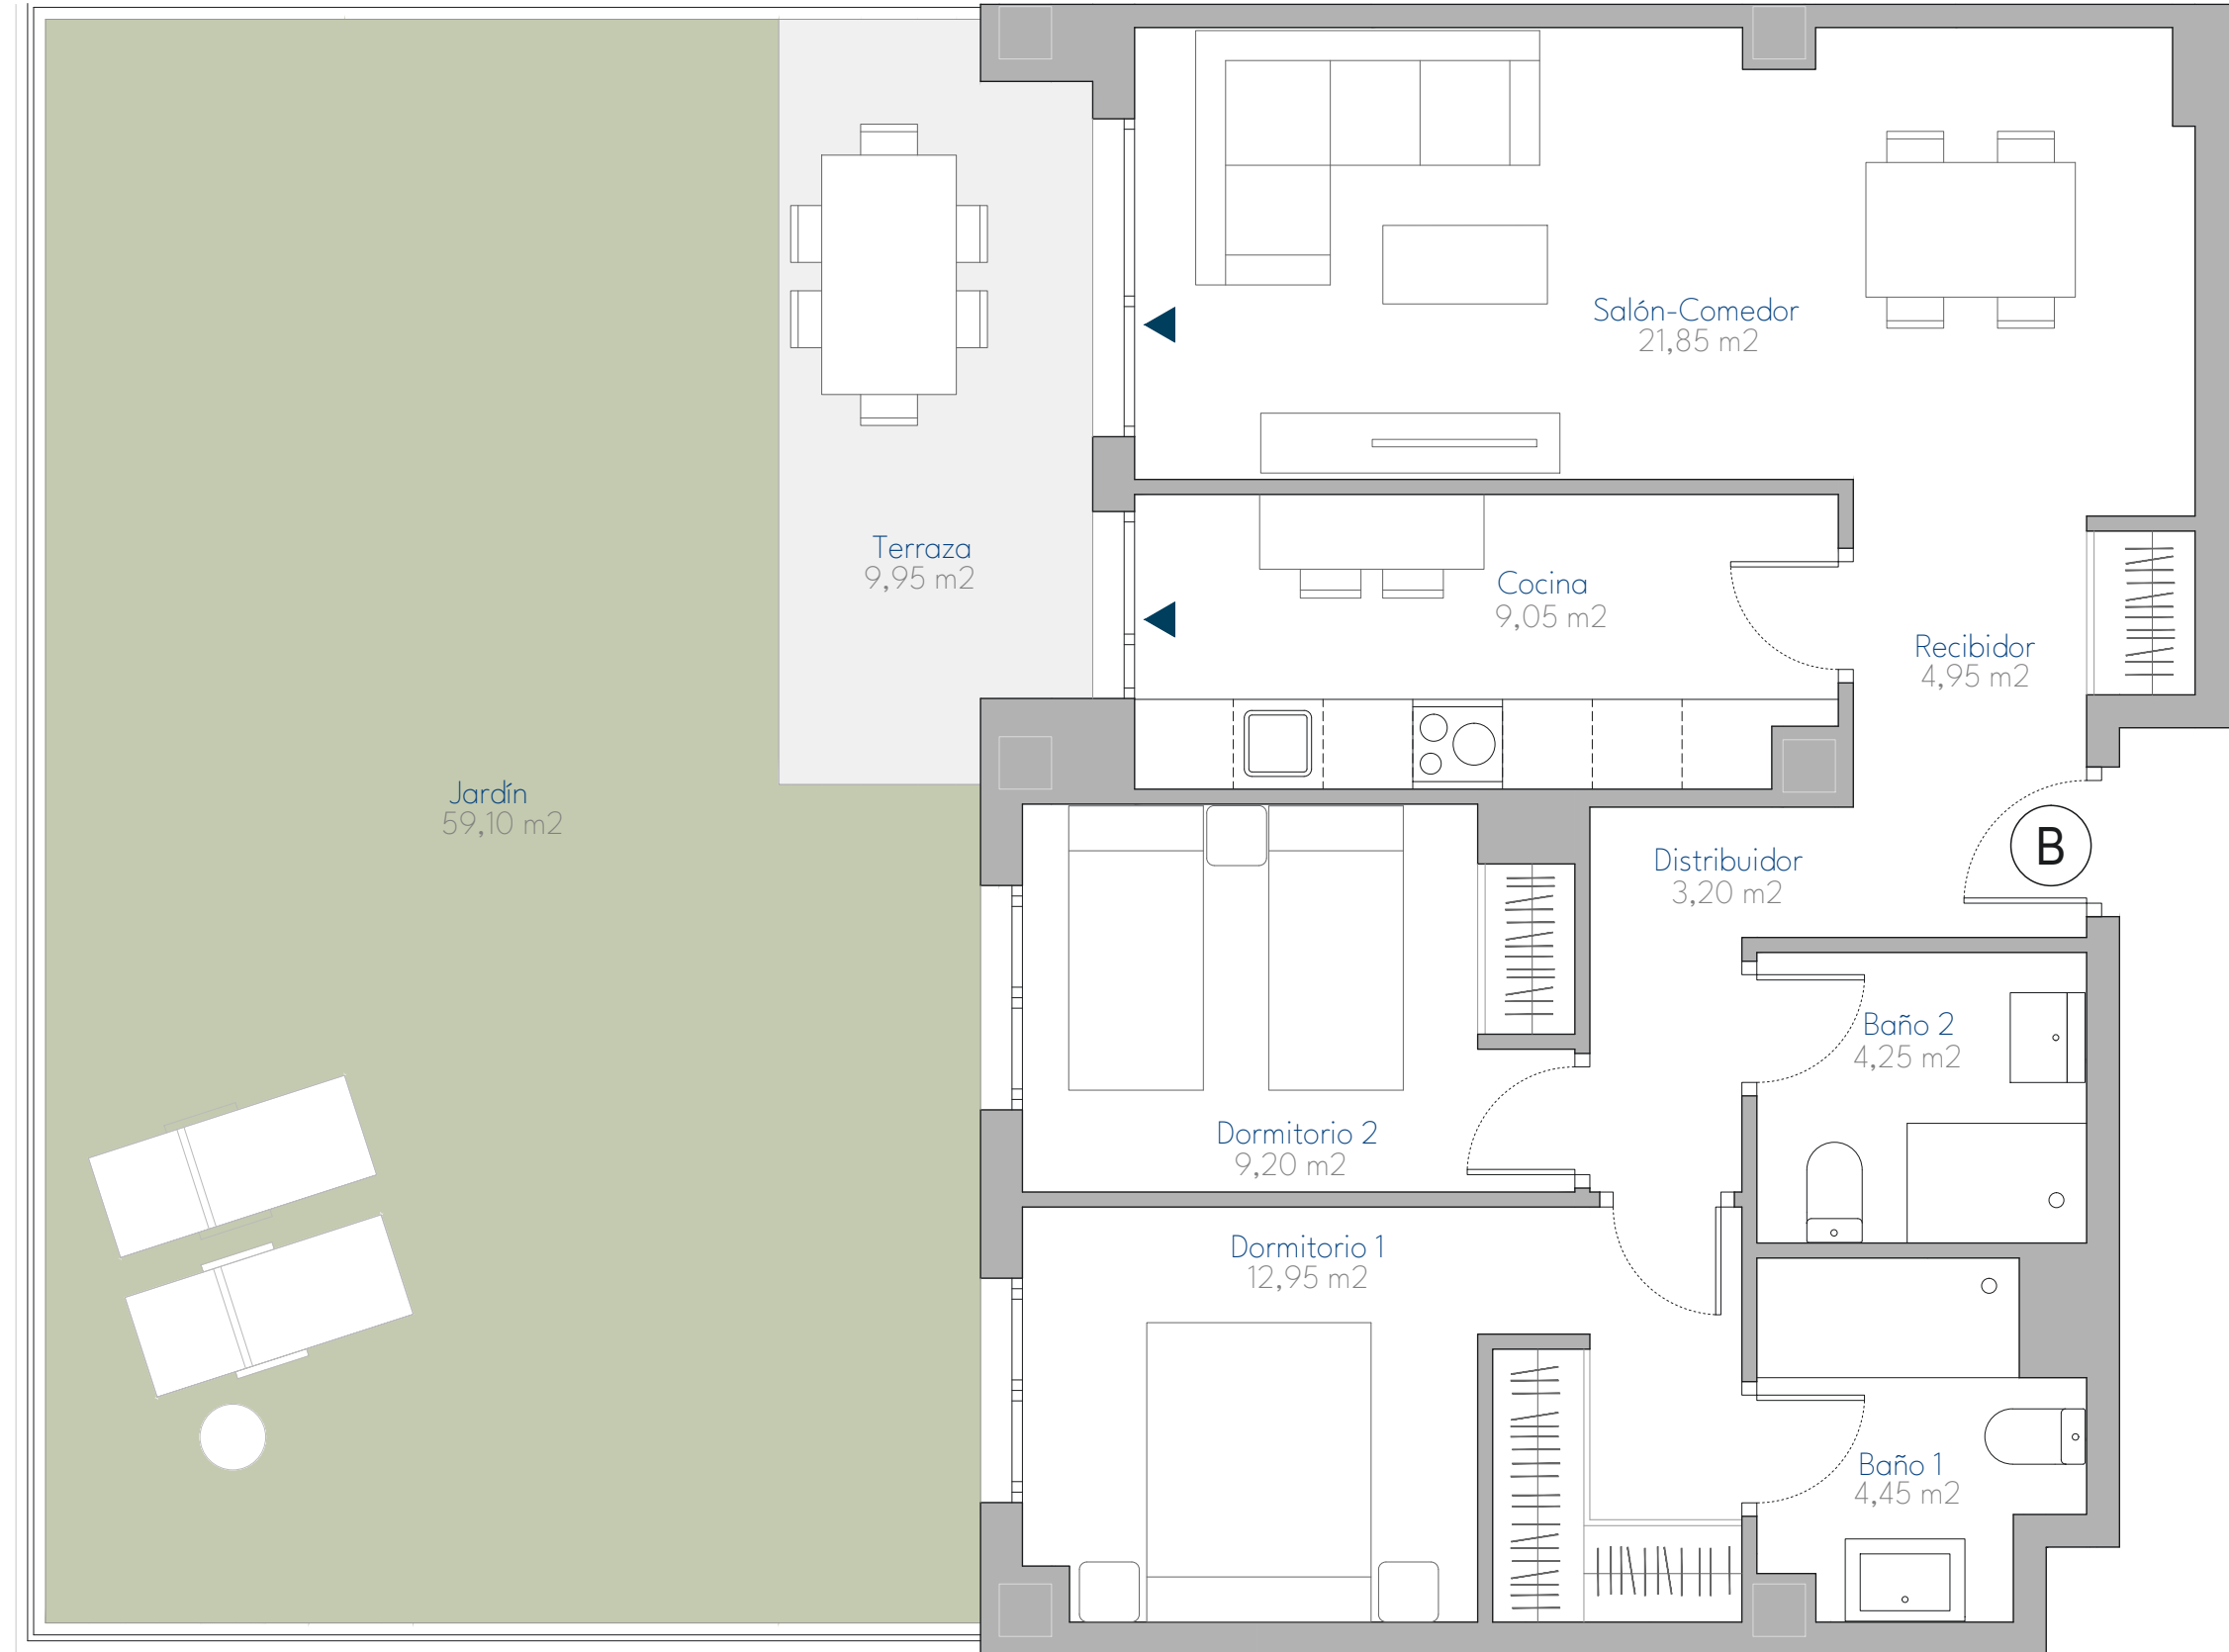 Salón-Comedor
21,85 m2
Terraza
9,95 m2
Cocina
9,05 m2
Recibidor
4,95 m2
Jardín
59,10 m2
B
Distribuidor
3,20 m2
Baño 2
4,25 m2
Dormitorio 2
9,20 m2
Dormitorio 1
12,95 m2
Baño 1
4,45 m2